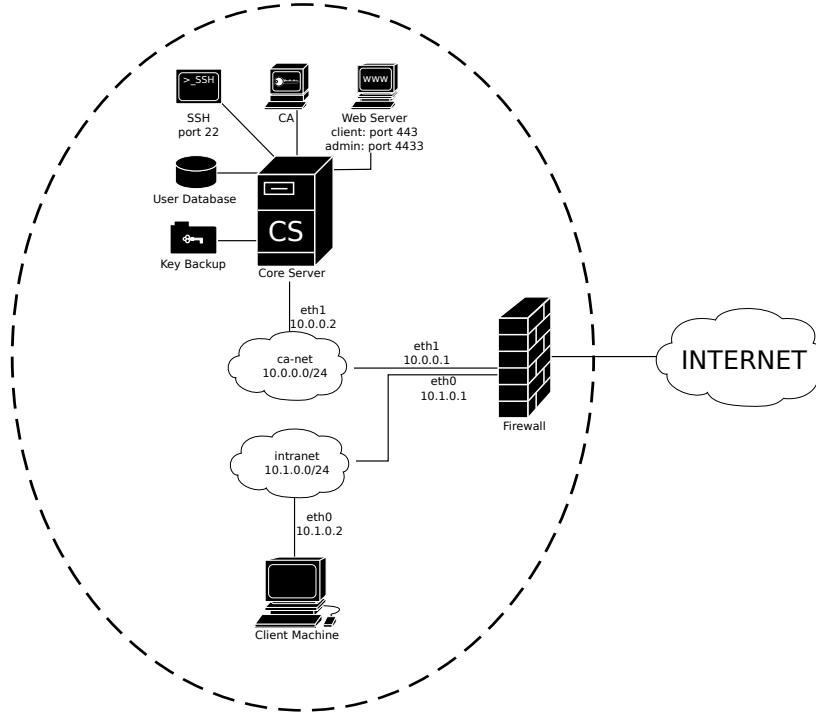 >_SSH
WWW
SSH
port 22
CA
Web Server
client: port 443
admin: port 4433
User Database
CS
Key Backup
Core Server
eth1
10.0.0.2
ca-net
10.0.0.0/24
eth1
10.0.0.1
eth0
10.1.0.1
INTERNET
Firewall
intranet
10.1.0.0/24
eth0
10.1.0.2
Client Machine